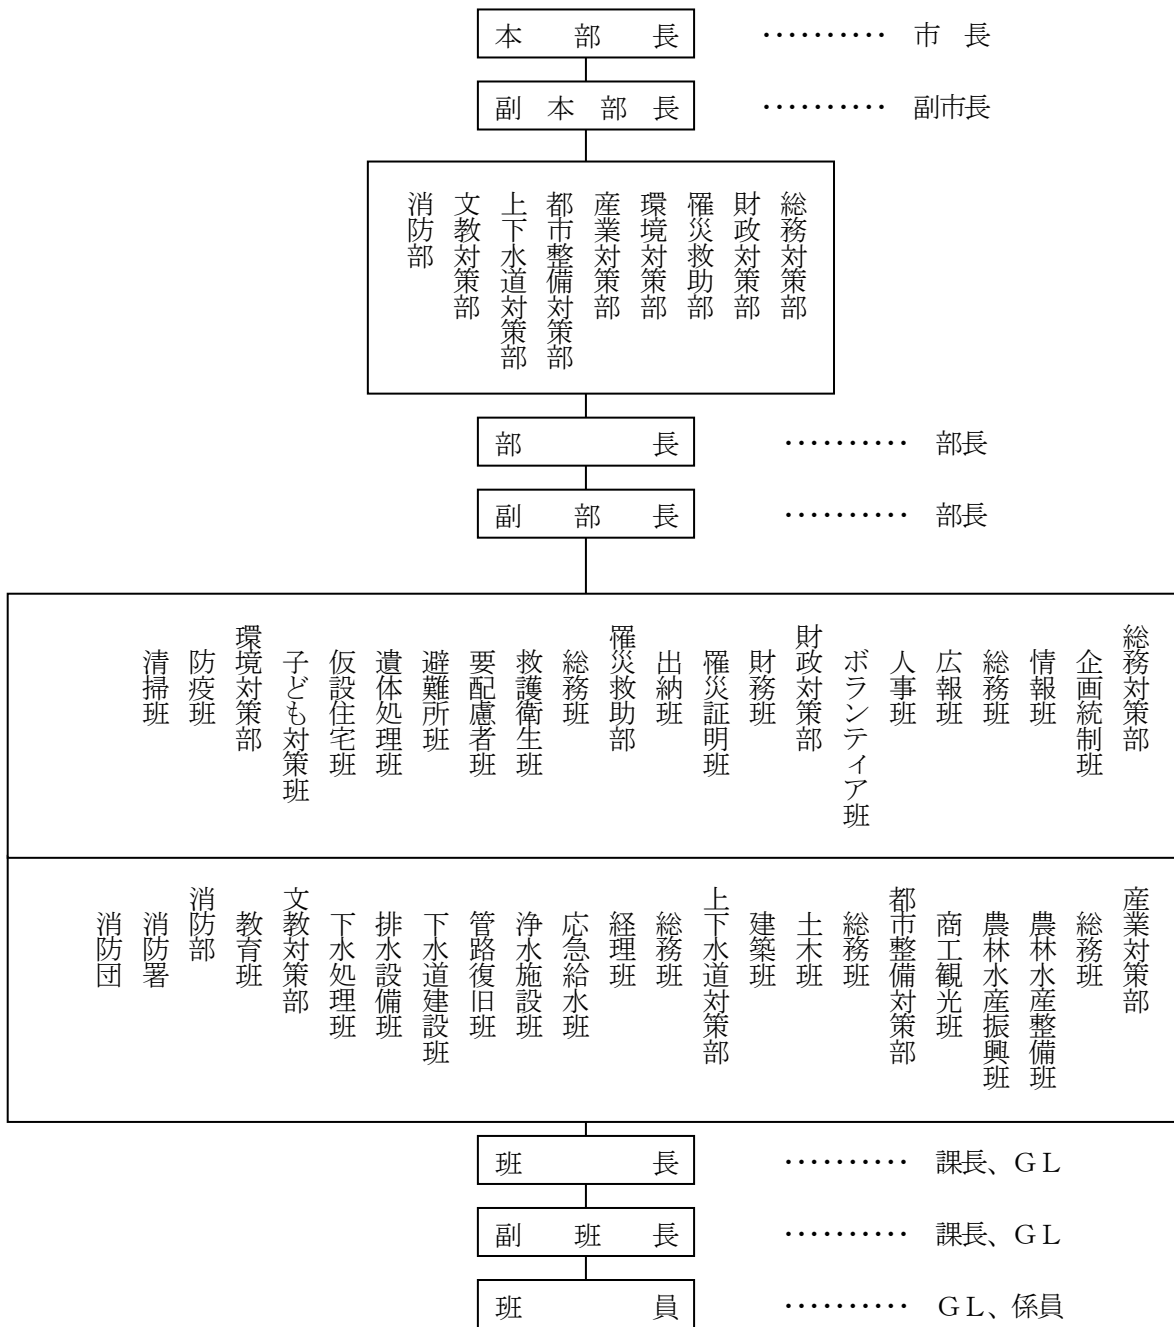 本部長 ・・・・・・・・・・ 市長
副本部長 ・・・・・・・・・・ 副市長
総務対策部
財政対策部
罹災救助部
環境対策部
産業対策部
都市整備対策部
上下水道対策部
文教対策部
消防部
部長 ・・・・・・・・・・ 部長
副部長 ・・・・・・・・・・ 部長
総務対策部
企画統制班
情報班
総務班
広報班
人事班
ボランティア班
財政対策部
財務班
罹災証明班
出納班
罹災救助部
総務班
救護衛生班
要配慮者班
避難所班
遺体処理班
仮設住宅班
子ども対策班
環境対策部
防疫班
清掃班
産業対策部
総務班
農林水産整備班
農林水産振興班
商工観光班
都市整備対策部
総務班
土木班
建築班
上下水道対策部
総務班
経理班
応急給水班
浄水施設班
管路復旧班
下水道建設班
排水設備班
下水処理班
文教対策部
教育班
消防部
消防署
消防団
班長 ・・・・・・・・・・ 課長、ＧＬ
副班長 ・・・・・・・・・・ 課長、ＧＬ
班員 ・・・・・・・・・・ ＧＬ、係員